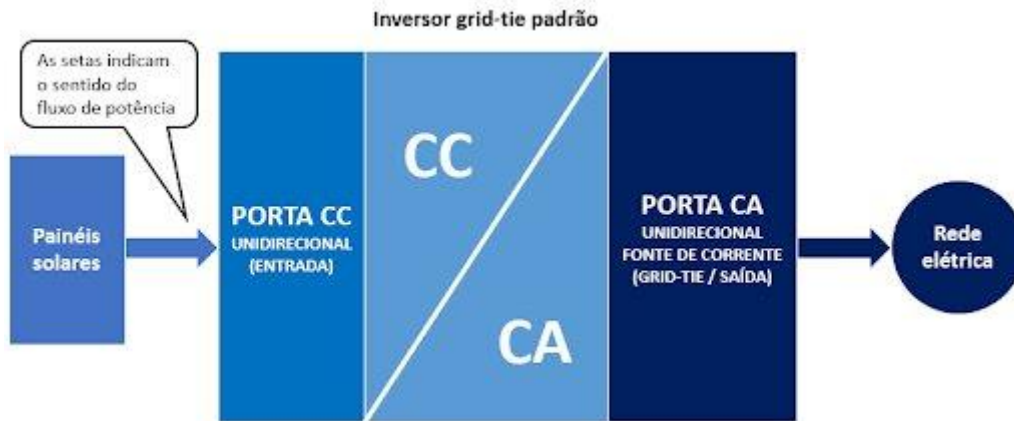 Inversor grid-tie padrão
As setas indicam
o sentido do
fluxo de potência
Painéis
solares
PORTA CC
UNIDIRECIONAL
(ENTRADA)
CC
CA
PORTA CA
UNIDIRECIONAL
FONTE DE CORRENTE
(GRID-TIE / SAÍDA)
Rede
elétrica